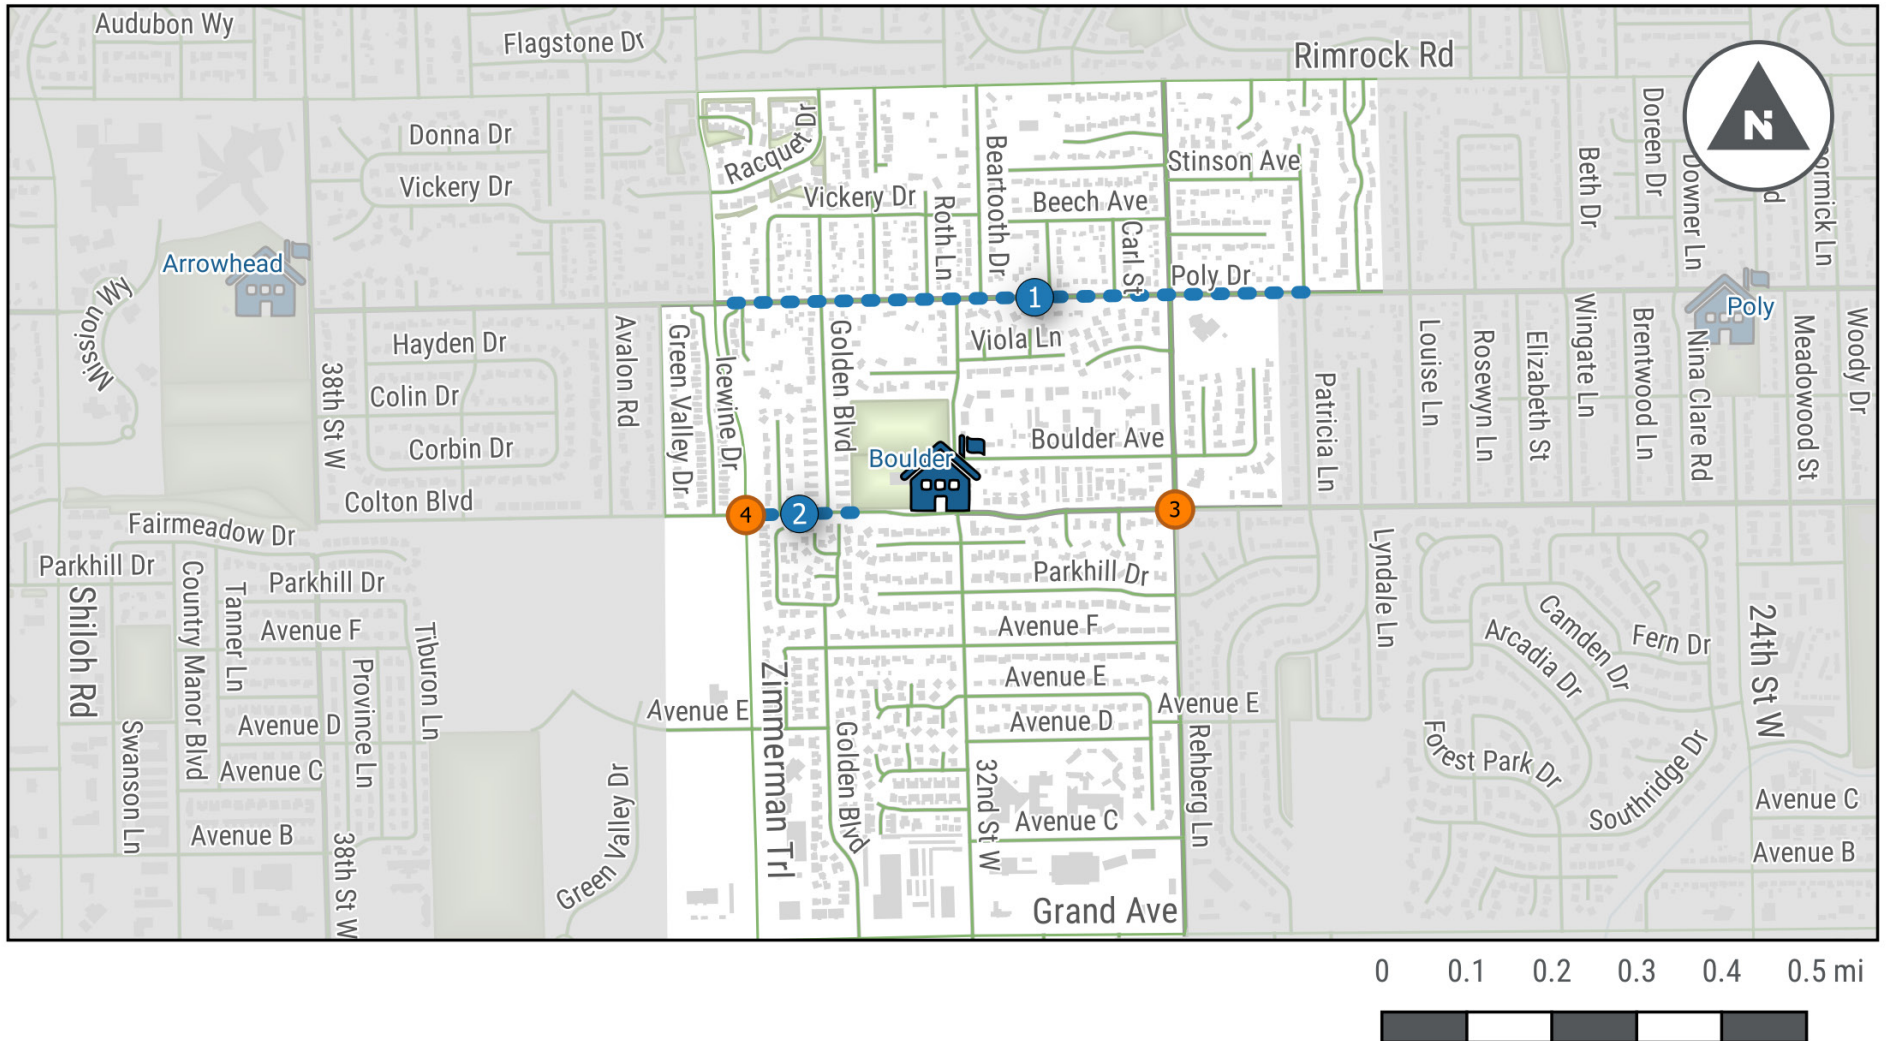 Audubon Wy
Flagstone Dr
Rimrock Rd
N
Donna Dr
Vickery Dr
Racquet Dr
Vickery Dr
Roth Ln
Beartooth Dr
Stinson Ave
Beech Ave
Carl St
Poly Dr
Beth Dr
Doreen Dr
Downer Ln
Arrowhead
Mission Wy
1
Poly
Hayden Dr
Colin Dr
Corbin Dr
38th St W
Avalon Rd
Green Valley Dr
Icewine Dr
Golden Blvd
Viola Ln
Boulder Ave
Boulder
Patricia Ln
Louise Ln
Rosewyn Ln
Elizabeth St
Wingate Ln
Brentwood Ln
Nina Clare Rd
Meadowood St
Woody Dr
Colton Blvd
4
2
3
Fairmeadow Dr
Parkhill Dr
Parkhill Dr
Parkhill Dr
Shiloh Rd
Country Manor Blvd
Tanner Ln
Avenue F
Province Ln
Tiburon Ln
Avenue F
Lyndale Ln
Camden Dr
Arcadia Dr
Fern Dr
24th St W
Zimmerman Trl
Avenue E
Avenue E
Avenue E
Avenue D
Avenue D
Swanson Ln
Golden Blvd
Rehberg Ln
Forest Park Dr
Southridge Dr
Avenue C
Green Valley Dr
32nd St W
Avenue C
Avenue C
Avenue B
38th St W
Avenue B
Grand Ave
0 0.1 0.2 0.3 0.4 0.5 mi